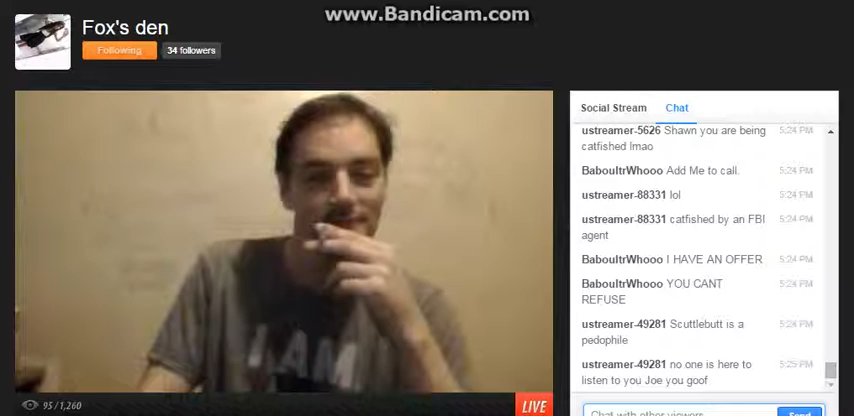 www.Bandicam.com
Fox's den
Following
34 followers
Social Stream
Chat
ustreamer-5626 Shawn you are being
5:24 PM
catfished lmao
BaboultrWhooo Add Me to call.
5:24 PM
ustreamer-88331 lol
5:24 PM
ustreamer-88331 catfished by an FBI
5:24 PM
agent
BaboultrWhooo I HAVE AN OFFER
5:24 PM
BaboultrWhooo YOU CANT
5:24 PM
REFUSE
ustreamer-49281 Scuttlebutt is a
5:24 PM
pedophile
ustreamer-49281 no one is here to
5:25 PM
listen to you Joe you goof
I AM
95/1,260
LIVE
Chat with other viewers
Send